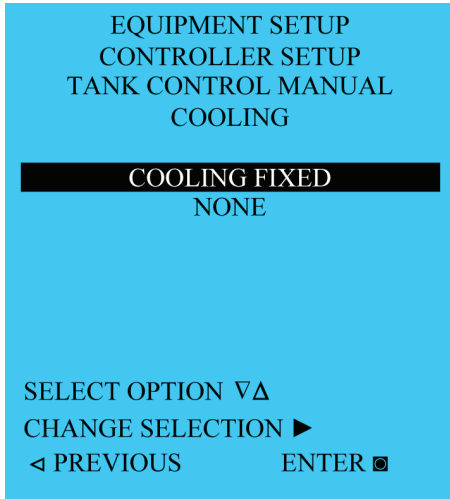 EQUIPMENT SETUP
CONTROLLER SETUP
TANK CONTROL MANUAL
COOLING
COOLING FIXED
NONE
SELECT OPTION ∇Δ
CHANGE SELECTION ►
⊲ PREVIOUS ENTER ◙